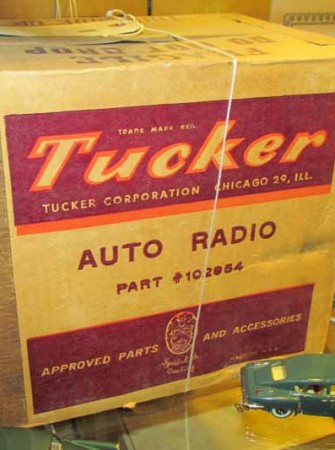 TRADE MARK REG.
Tucker
TUCKER CORPORATION CHICAGO 29, ILL.
AUTO RADIO
PART #102954
APPROVED PARTS AND ACCESSORIES